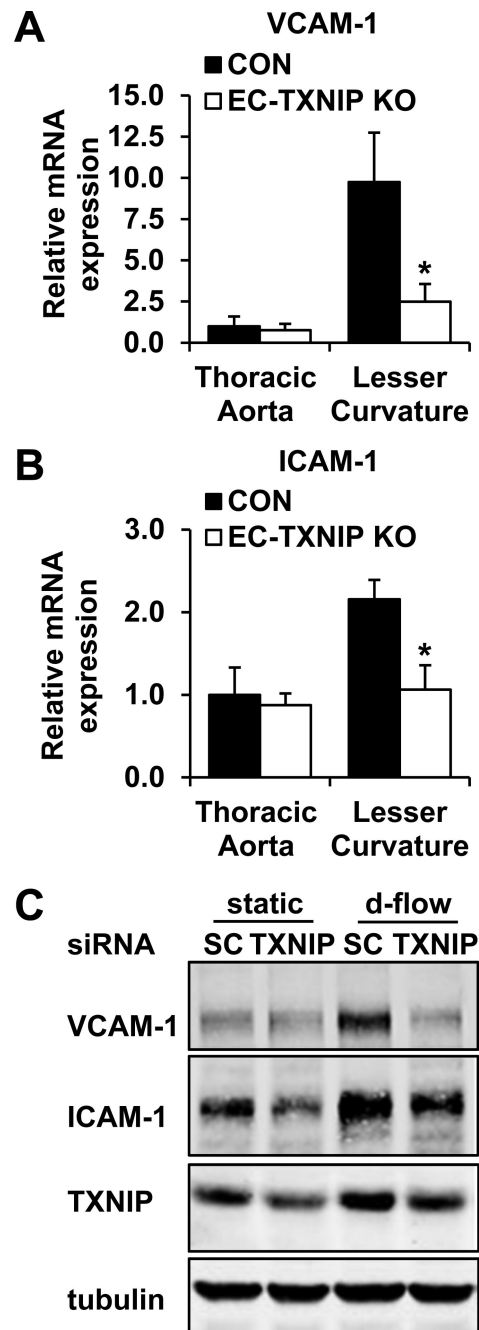 A
VCAM-1
CON
EC-TXNIP KO
Relative mRNA
expression
15.0
12.5
10.0
7.5
5.0
2.5
0.0
*
Thoracic
Aorta
Lesser
Curvature
B
ICAM-1
CON
EC-TXNIP KO
Relative mRNA
expression
3.0
2.0
1.0
0.0
*
Thoracic
Aorta
Lesser
Curvature
C
static d-flow
siRNA SC TXNIP SC TXNIP
VCAM-1
ICAM-1
TXNIP
tubulin